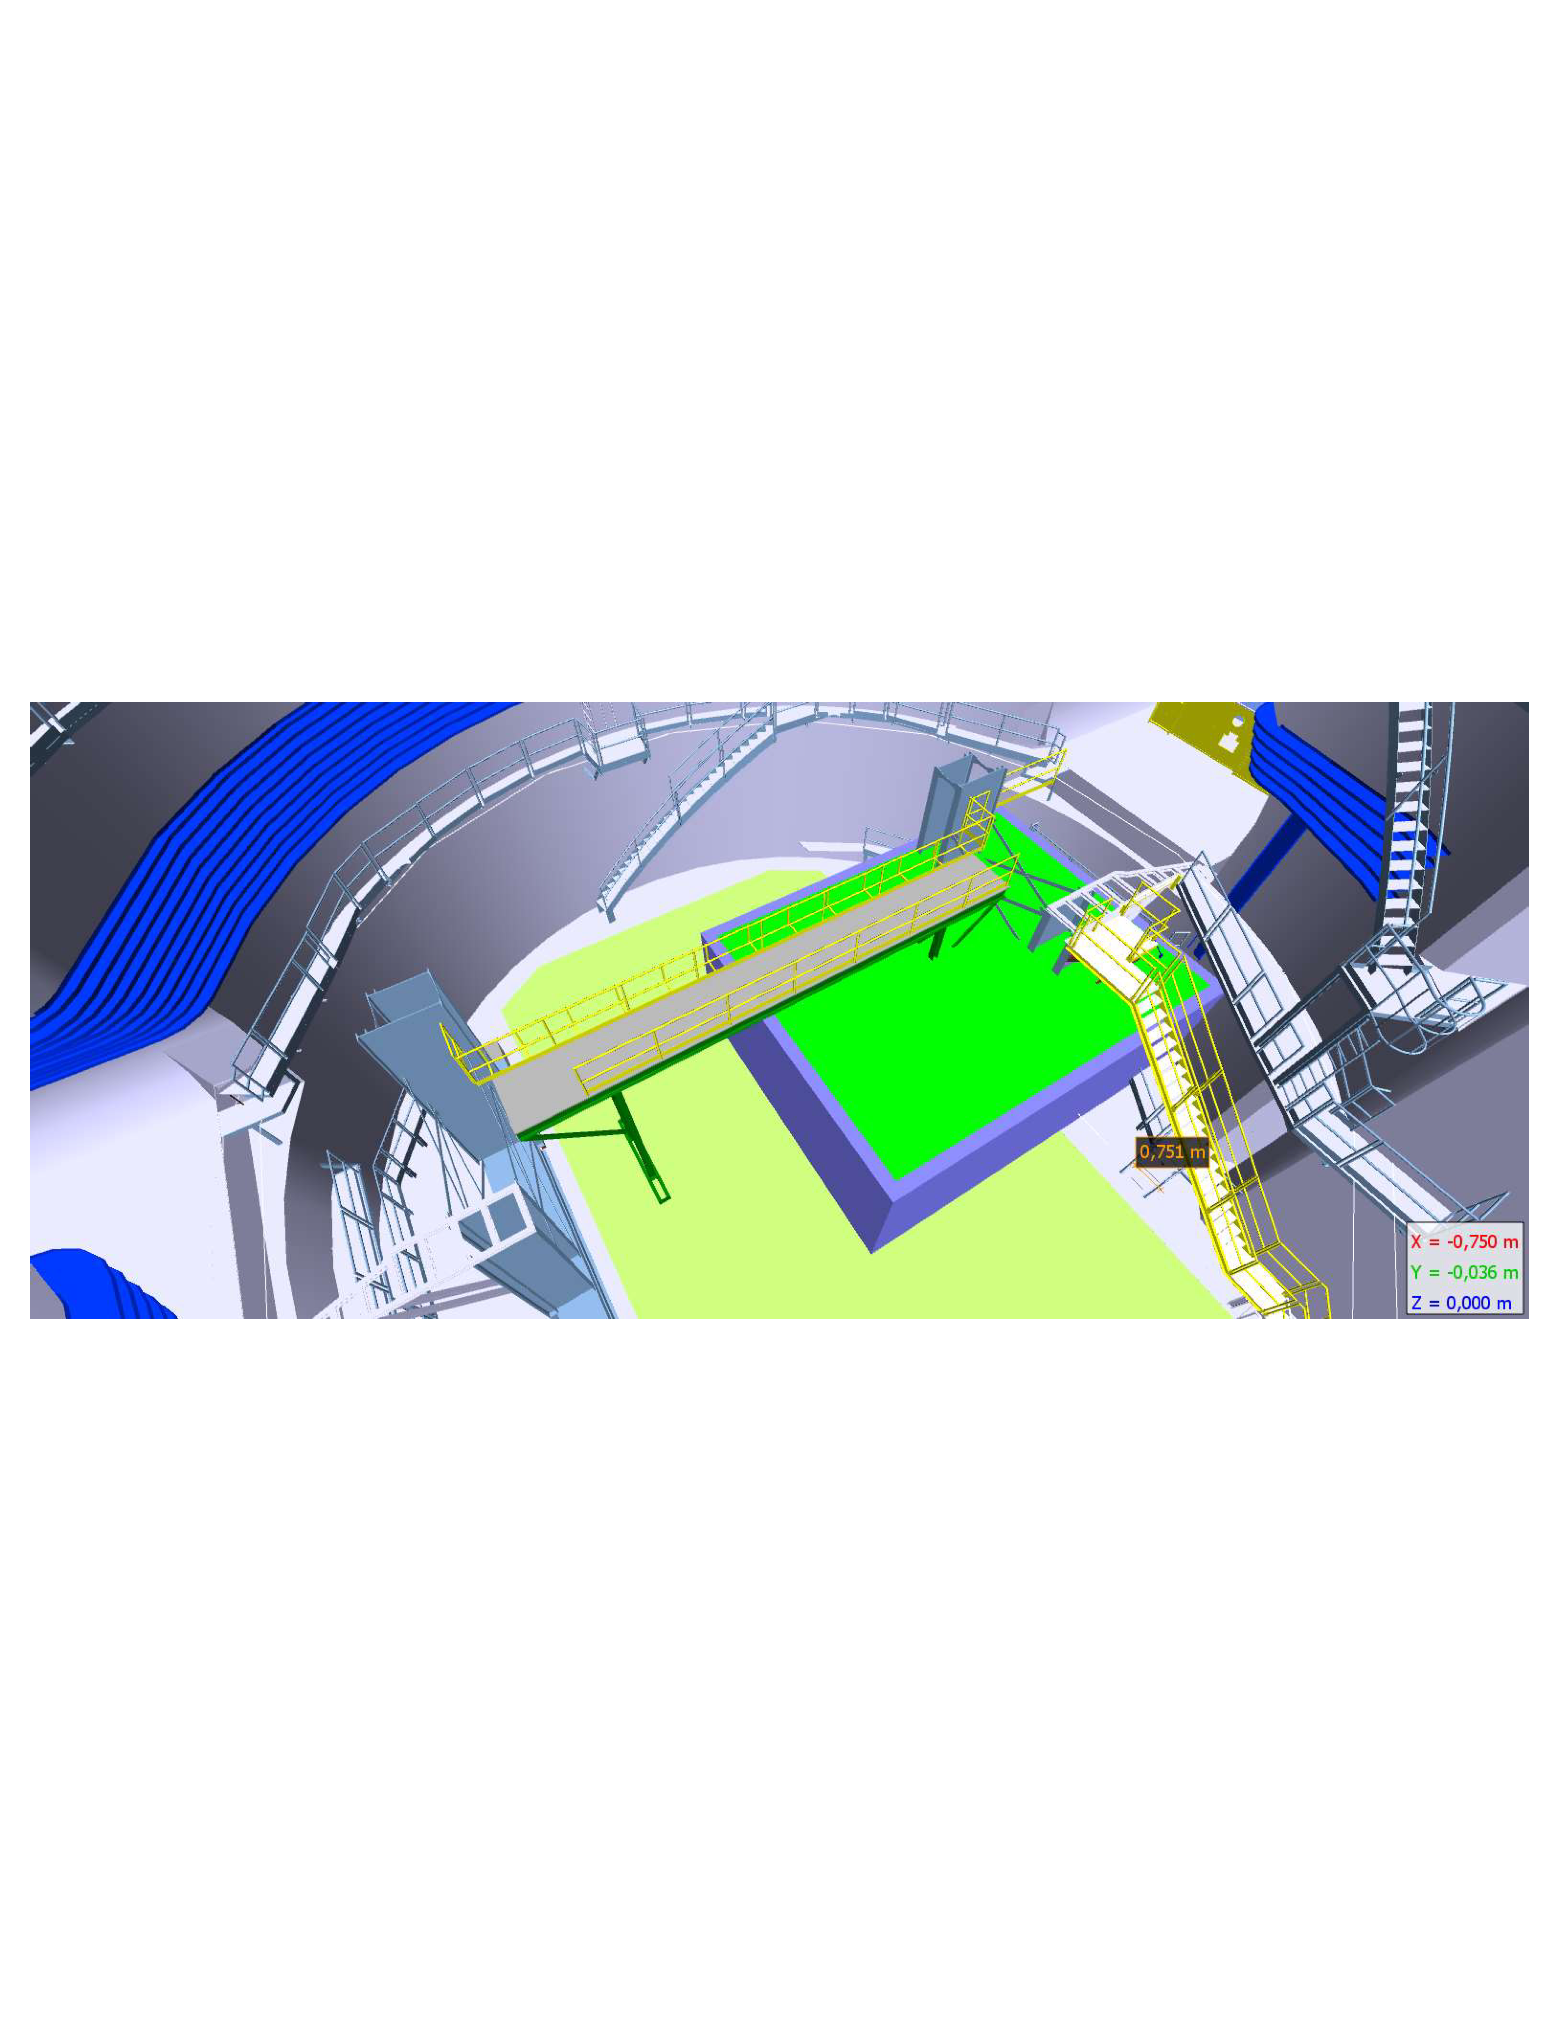 0,751 m
X = -0,750 m
Y = -0,036 m
Z = 0,000 m